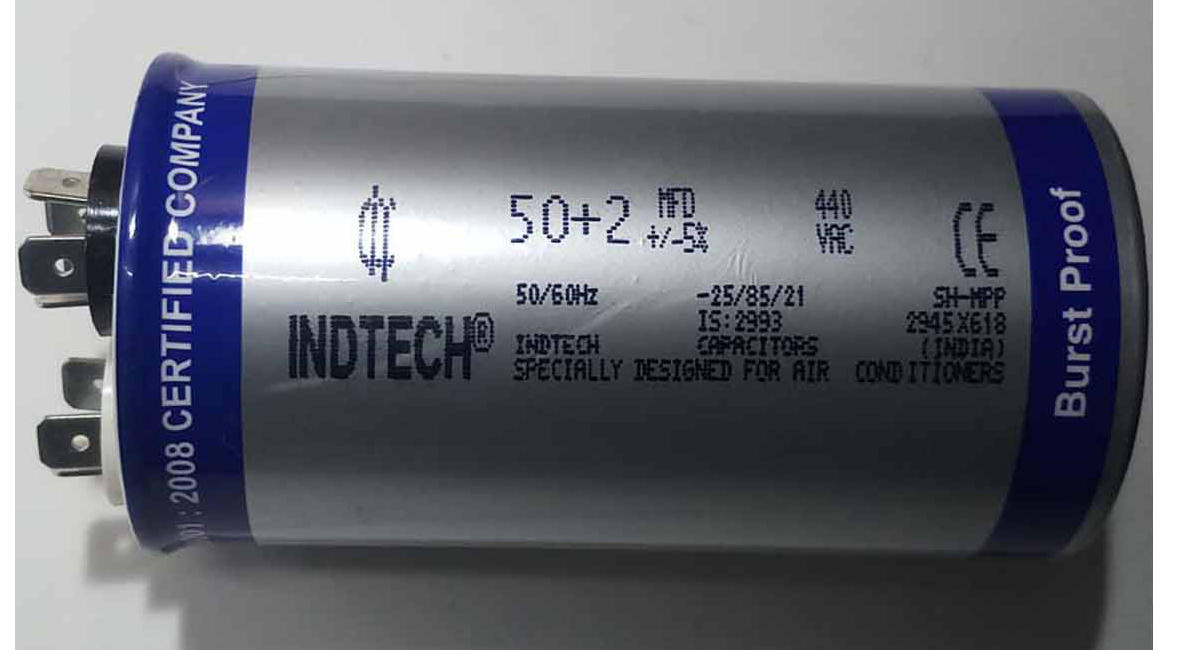 :2008 CERTIFIED COMPANY
50+2 MFD +/-5% 440 VAC CE
50/60Hz -25/85/21 SH-MPP
IS:2993 2945X618
INDTECH®
INDTECH CAPACITORS (INDIA)
SPECIALLY DESIGNED FOR AIR CONDITIONERS
Burst Proof